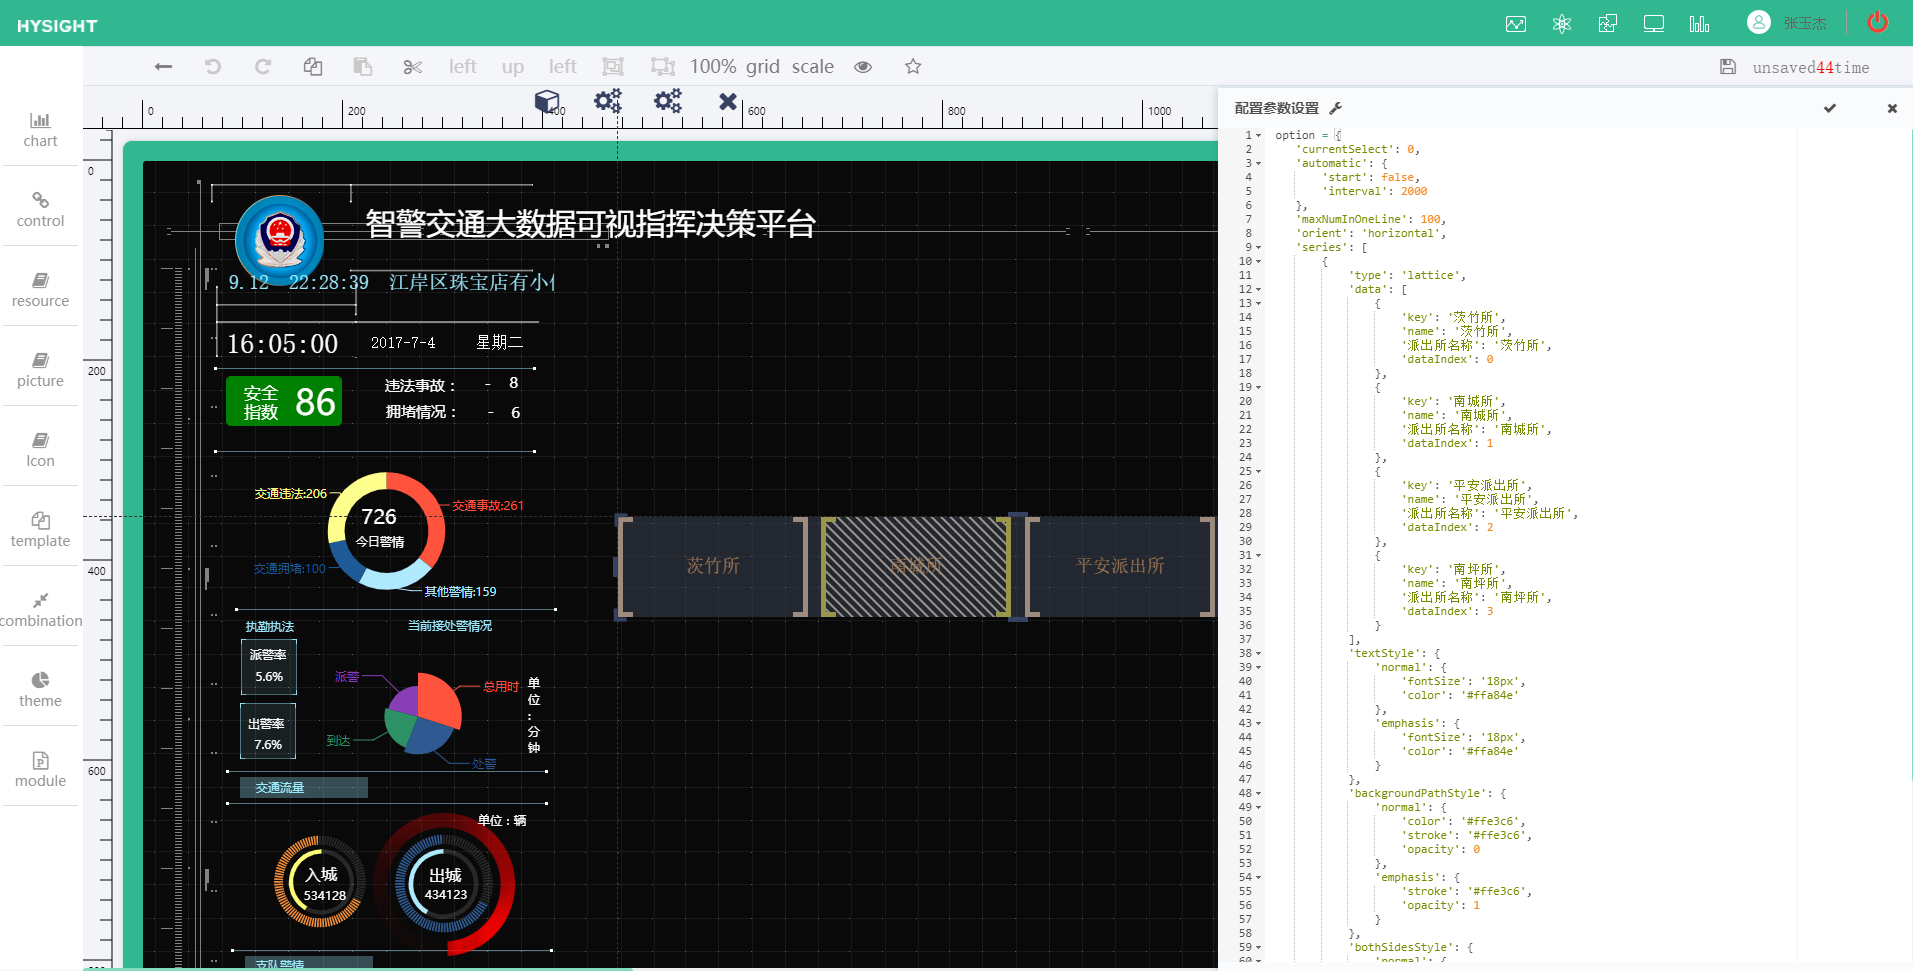 HYSIGHT
张玉杰
left
up
left
100%
grid
scale
unsaved44time
chart
control
resource
picture
Icon
template
combination
theme
module
0
200
400
600
800
1000
0
200
400
600
智警交通大数据可视指挥决策平台
9.12 22:28:39 江岸区珠宝店有小
16:05:00
2017-7-4
星期二
安全
指数
86
违法事故： - 8
拥堵情况： - 6
交通违法:206
交通事故:261
726
今日警情
交通拥堵:100
其他警情:159
执勤执法
当前接处警情况
派警率
5.6%
出警率
7.6%
派警
总用时
到达
处警
单
位
:
分
钟
交通流量
单位：辆
入城
534128
出城
434123
支队警情
茨竹所
南城所
平安派出所
配置参数设置
1 option = {
2 'currentSelect': 0,
3 'automatic': {
4 'start': false,
5 'interval': 2000
6 },
7 'maxNumInOneLine': 100,
8 'orient': 'horizontal',
9 'series': [
10 {
11 'type': 'lattice',
12 'data': [
13 {
14 'key': '茨竹所',
15 'name': '茨竹所',
16 '派出所名称': '茨竹所',
17 'dataIndex': 0
18 },
19 {
20 'key': '南城所',
21 'name': '南城所',
22 '派出所名称': '南城所',
23 'dataIndex': 1
24 },
25 {
26 'key': '平安派出所',
27 'name': '平安派出所',
28 '派出所名称': '平安派出所',
29 'dataIndex': 2
30 },
31 {
32 'key': '南坪所',
33 'name': '南坪所',
34 '派出所名称': '南坪所',
35 'dataIndex': 3
36 }
37 ],
38 'textStyle': {
39 'normal': {
40 'fontSize': '18px',
41 'color': '#ffa84e'
42 },
43 'emphasis': {
44 'fontSize': '18px',
45 'color': '#ffa84e'
46 }
47 },
48 'backgroundPathStyle': {
49 'normal': {
50 'color': '#ffe3c6',
51 'stroke': '#ffe3c6',
52 'opacity': 0
53 },
54 'emphasis': {
55 'stroke': '#ffe3c6',
56 'opacity': 1
57 }
58 },
59 'bothSidesStyle': {
60 'normal': {